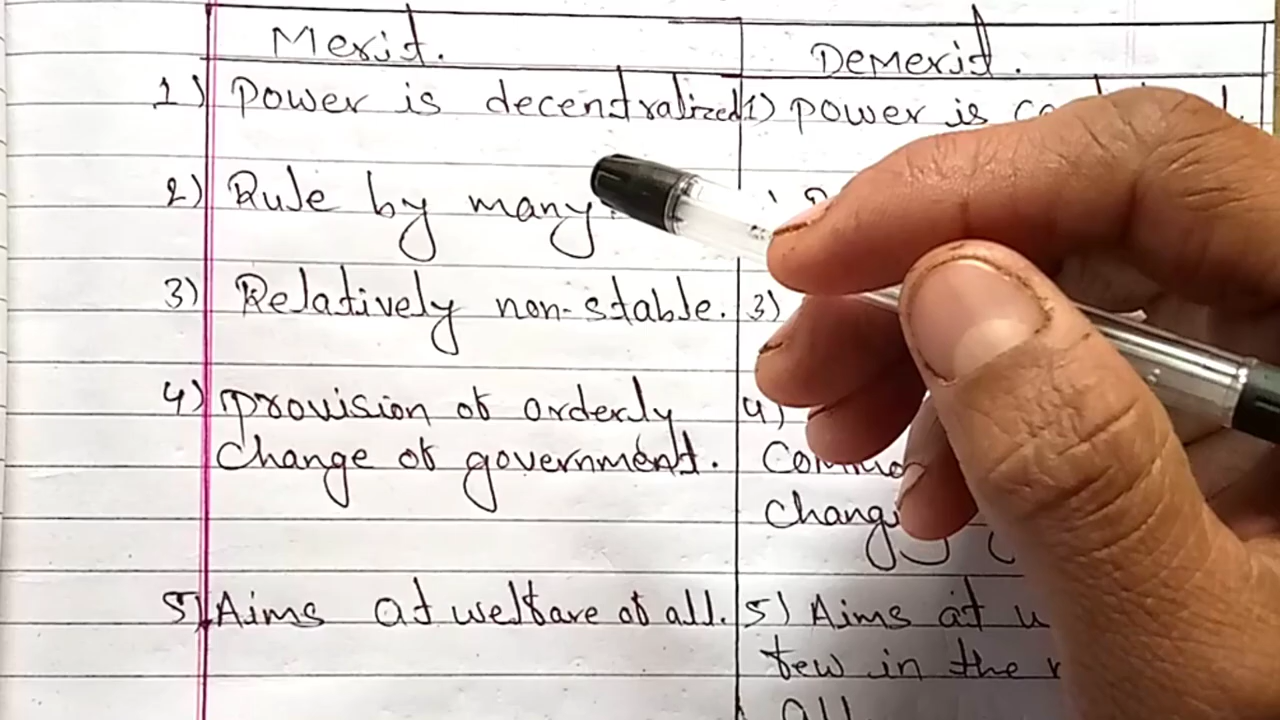 Merit.
Demerit.
1) Power is decentralized
1) power is
2) Rule by many
3) Relatively non-stable.
3)
4) provision of orderly
change of government.
4)
5) Aims at welfare of all.
5) Aims at
few in the
All